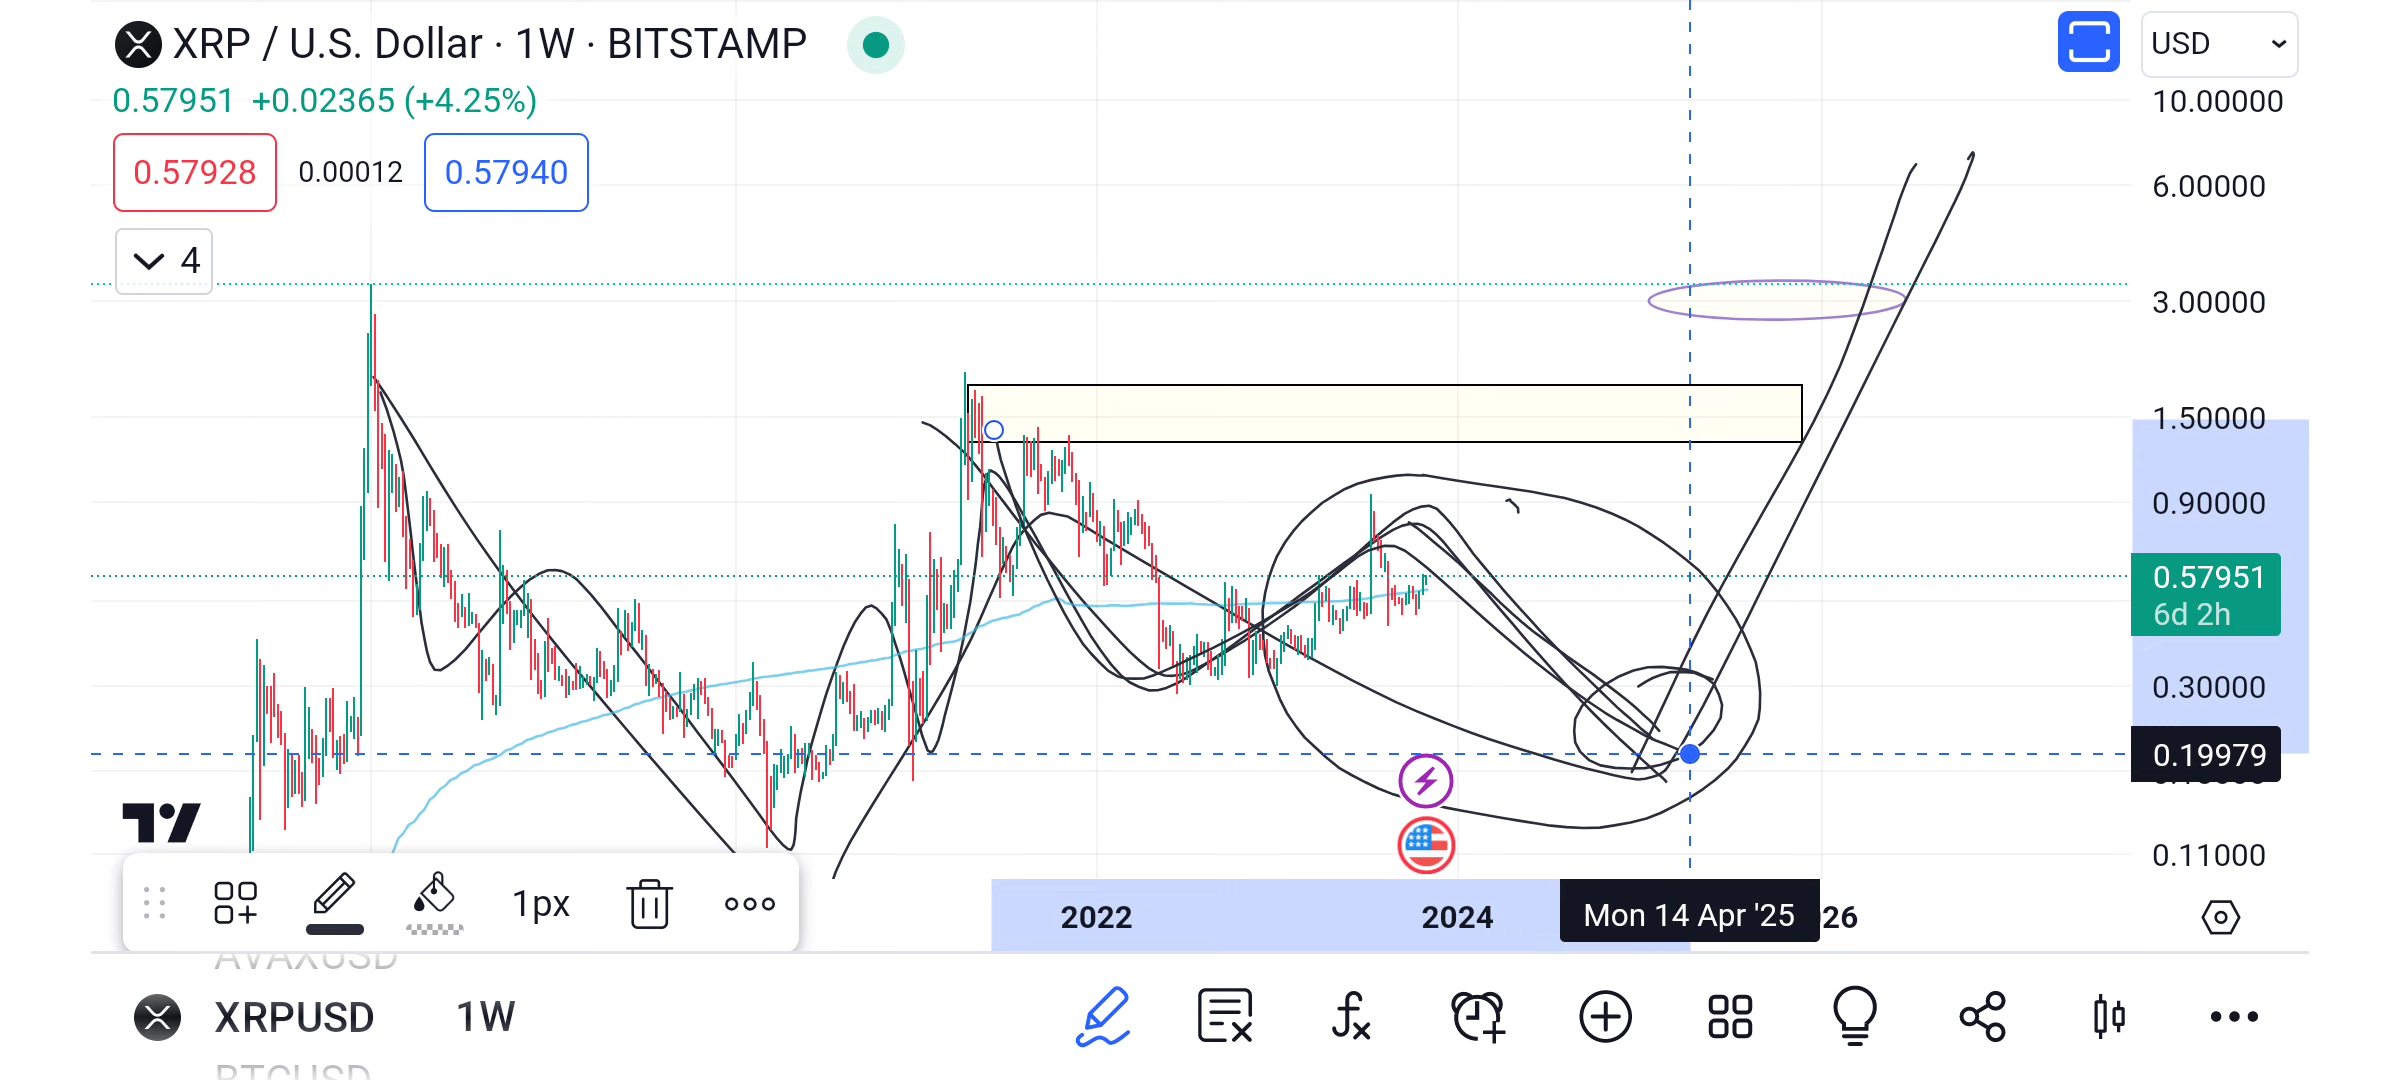 XRP / U.S. Dollar · 1W · BITSTAMP
USD
0.57951 +0.02365 (+4.25%)
10.00000
0.57928 0.00012 0.57940
6.00000
4
3.00000
1.50000
0.90000
0.57951
6d 2h
0.30000
0.19979
0.11000
1px
2022 2024 Mon 14 Apr '25 26
AVAXUSD
XRPUSD 1W
BTCUSD